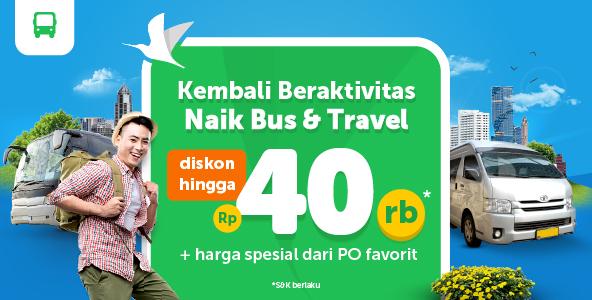 Kembali Beraktivitas
Naik Bus & Travel
diskon
hingga
Rp 40 rb*
+ harga spesial dari PO favorit
*S&K berlaku